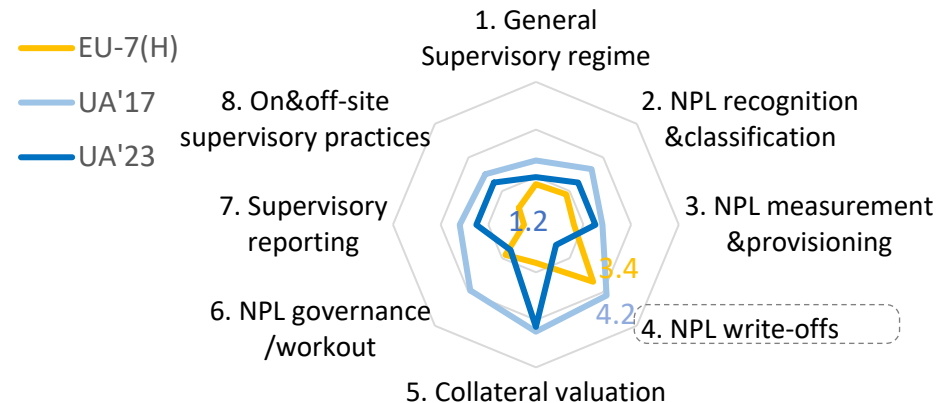 EU-7(H)
UA'17
UA'23
1. General
Supervisory regime
2. NPL recognition
&classification
3. NPL measurement
&provisioning
4. NPL write-offs
5. Collateral valuation
6. NPL governance
/workout
7. Supervisory
reporting
8. On&off-site
supervisory practices
1.2
3.4
4.2